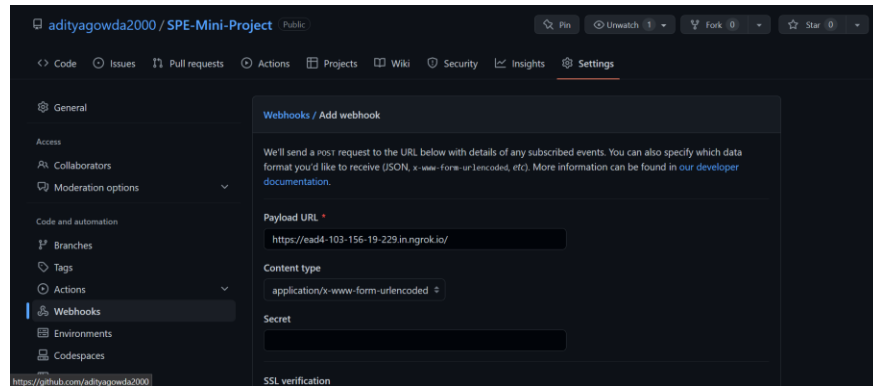 adityagowda2000 / SPE-Mini-Project Public
Pin Unwatch 1 Fork 0 Star 0
Code Issues Pull requests Actions Projects Wiki Security Insights Settings
General
Access
Collaborators
Moderation options
Code and automation
Branches
Tags
Actions
Webhooks
Environments
Codespaces
https://github.com/adityagowda2000
Webhooks / Add webhook
We'll send a POST request to the URL below with details of any subscribed events. You can also specify which data
format you'd like to receive (JSON, x-www-form-urlencoded, etc). More information can be found in our developer
documentation.
Payload URL *
https://ead4-103-156-19-229.in.ngrok.io/
Content type
application/x-www-form-urlencoded
Secret
SSL verification